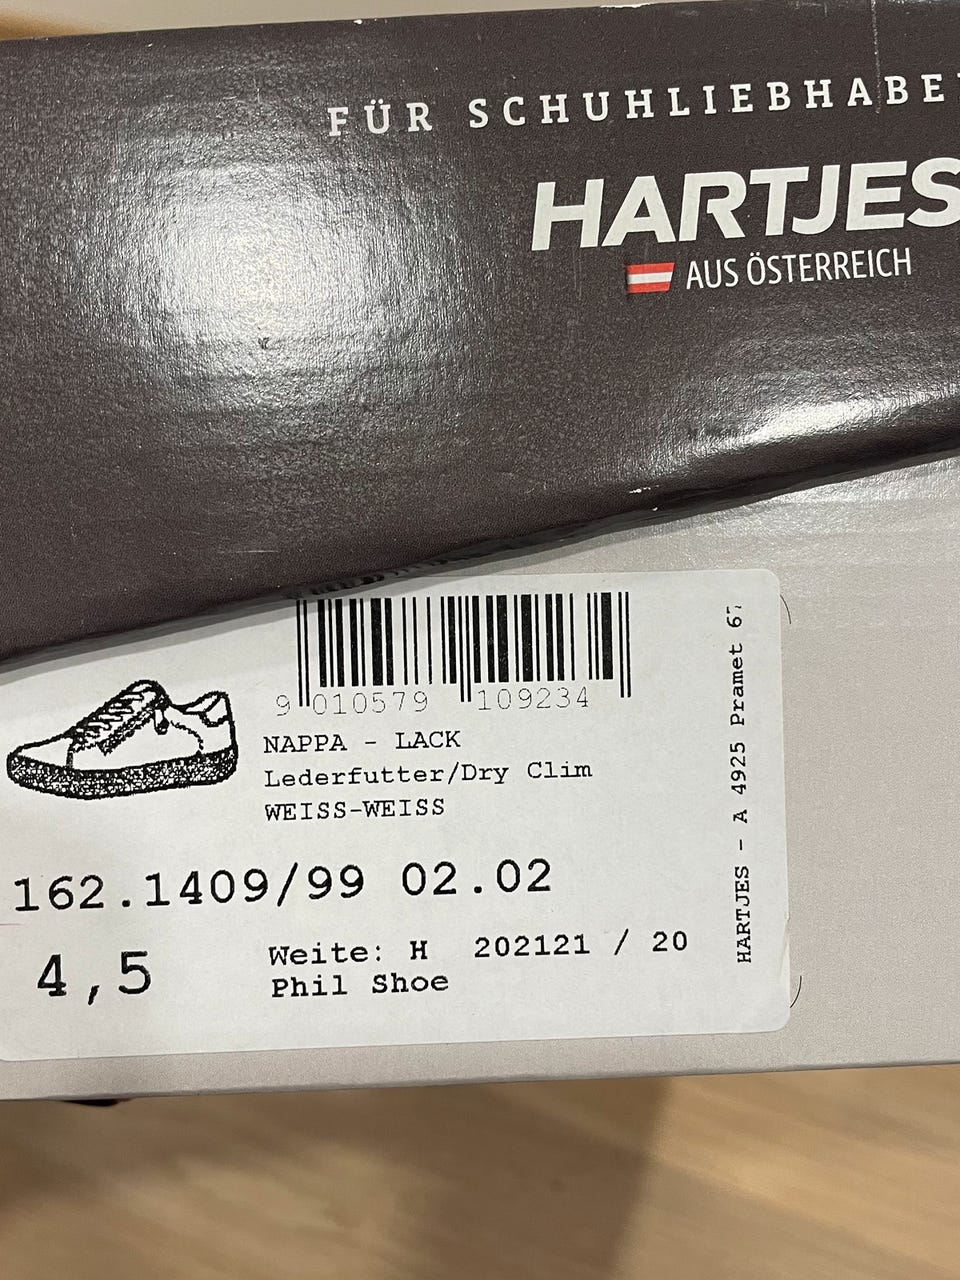 FÜR SCHUHLIEBHABE
HARTJES
AUS ÖSTERREICH
9 010579 109234
NAPPA - LACK
Lederfutter/Dry Clim
WEISS-WEISS
162.1409/99 02.02
4,5
Weite: H 202121 / 20
Phil Shoe
HARTJES - A 4925 Pramet 67